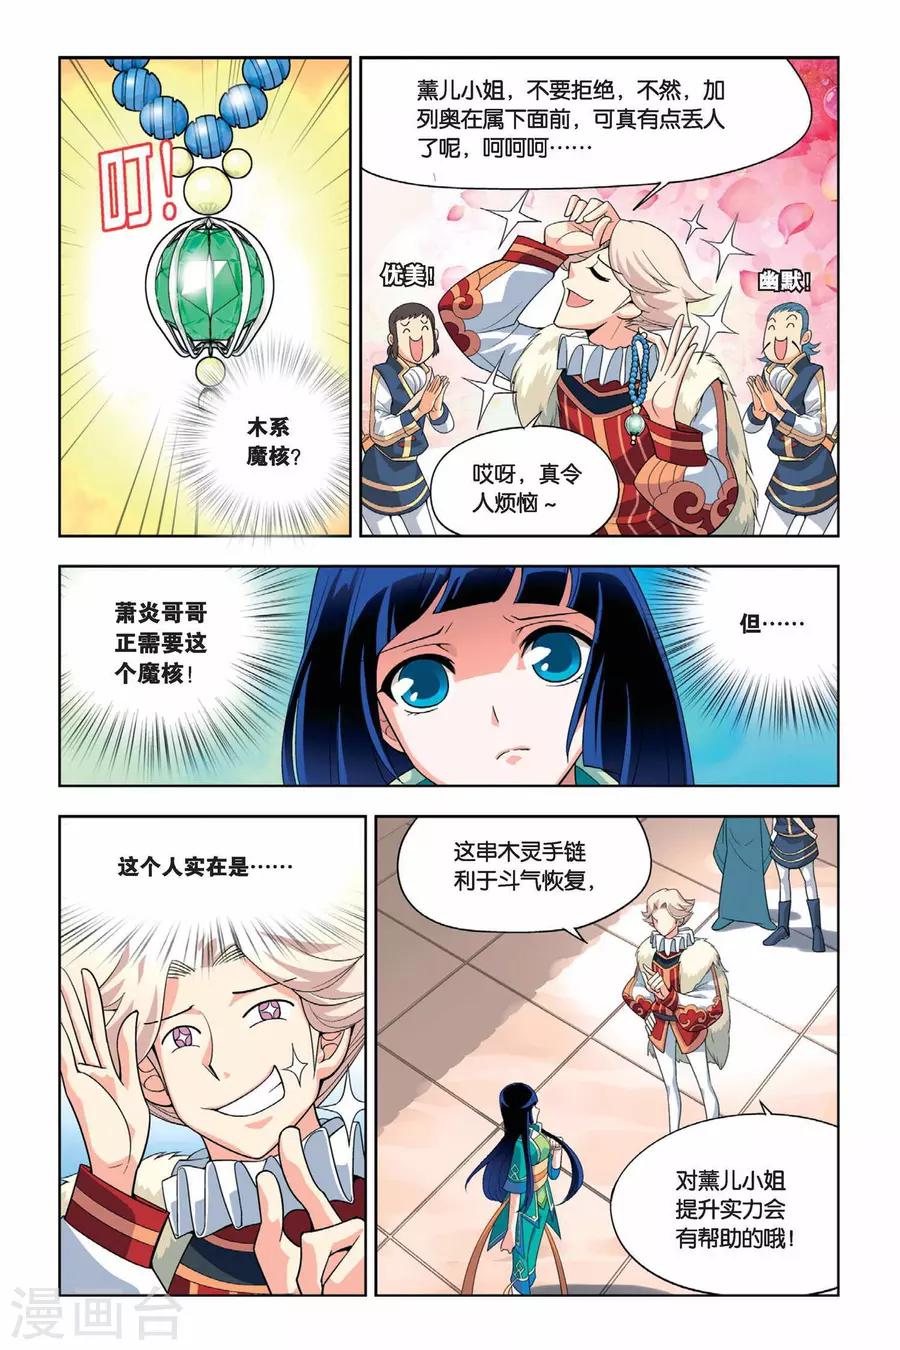 叮！
木系
魔核？
薰儿小姐，不要拒绝，不然，加
列奥在属下面前，可真有点丢人
了呢，呵呵呵……
优美！
幽默！
哎呀，真令
人烦恼～
萧炎哥哥
正需要这
个魔核！
但……
这个人实在是……
这串木灵手链
利于斗气恢复，
对薰儿小姐
提升实力会
有帮助的哦！
漫画台